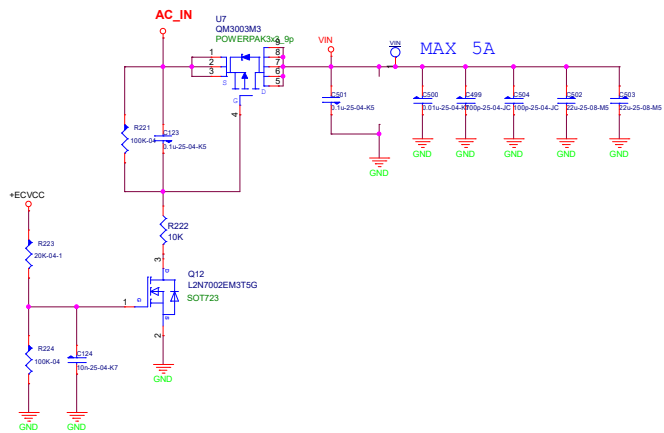 AC_IN
U7
QM3003M3
POWERPAK3x3_9p
1
2
3
S
G
D
4
9
8
7
6
5
VIN
VIN
MAX 5A
C501
0.1u-25-04-K5
C500
0.01u-25-04-K7
C499
100p-25-04-JC
C504
100p-25-04-JC
C502
22u-25-08-M5
C503
22u-25-08-M5
GND
GND
GND
GND
GND
GND
R221
100K-04
C123
0.1u-25-04-K5
+ECVCC
R222
10K
R223
20K-04-1
3
D
Q12
L2N7002EM3T5G
SOT723
1
G
S
2
R224
100K-04
C124
10n-25-04-K7
GND
GND
GND